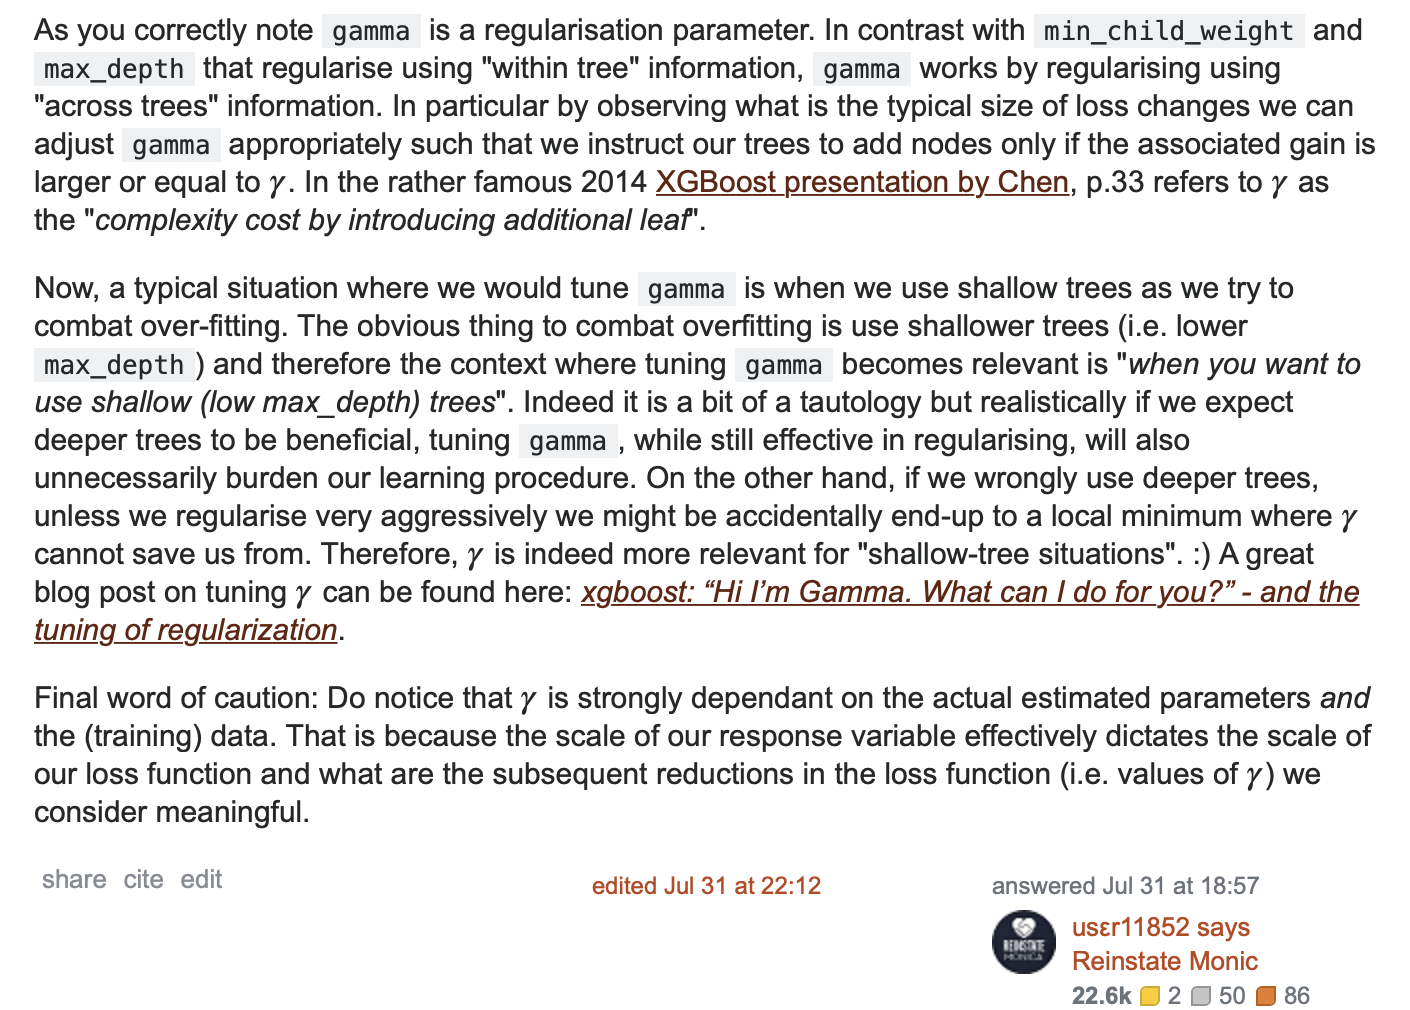 As you correctly note gamma is a regularisation parameter. In contrast with min_child_weight and
max_depth that regularise using "within tree" information, gamma works by regularising using
"across trees" information. In particular by observing what is the typical size of loss changes we can
adjust gamma appropriately such that we instruct our trees to add nodes only if the associated gain is
larger or equal to γ. In the rather famous 2014 XGBoost presentation by Chen, p.33 refers to γ as
the "complexity cost by introducing additional leaf".
Now, a typical situation where we would tune gamma is when we use shallow trees as we try to
combat over-fitting. The obvious thing to combat overfitting is use shallower trees (i.e. lower
max_depth) and therefore the context where tuning gamma becomes relevant is "when you want to
use shallow (low max_depth) trees". Indeed it is a bit of a tautology but realistically if we expect
deeper trees to be beneficial, tuning gamma, while still effective in regularising, will also
unnecessarily burden our learning procedure. On the other hand, if we wrongly use deeper trees,
unless we regularise very aggressively we might be accidentally end-up to a local minimum where γ
cannot save us from. Therefore, γ is indeed more relevant for "shallow-tree situations". :) A great
blog post on tuning γ can be found here: xgboost: “Hi I’m Gamma. What can I do for you?” - and the
tuning of regularization.
Final word of caution: Do notice that γ is strongly dependant on the actual estimated parameters and
the (training) data. That is because the scale of our response variable effectively dictates the scale of
our loss function and what are the subsequent reductions in the loss function (i.e. values of γ) we
consider meaningful.
share cite edit
edited Jul 31 at 22:12
answered Jul 31 at 18:57
REINSTATE
MONICA
usεr11852 says
Reinstate Monic
22.6k 2 50 86